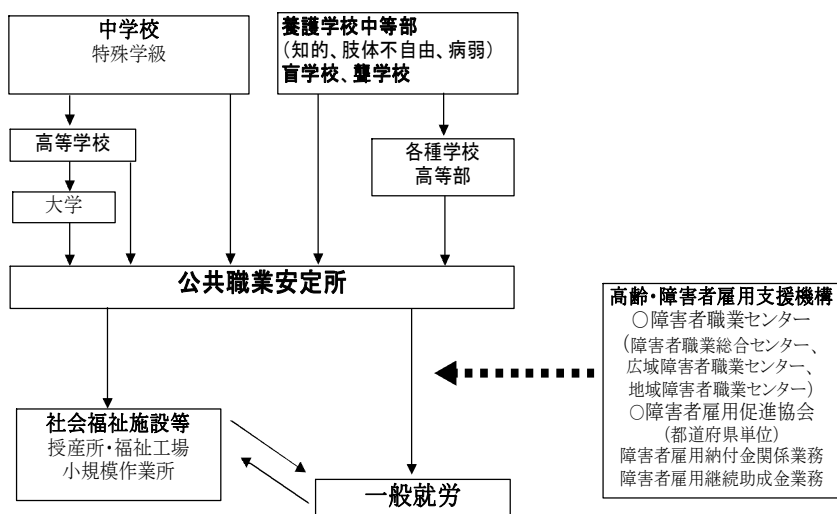 中学校
特殊学級
養護学校中等部
(知的、肢体不自由、病弱)
盲学校、聾学校
高等学校
各種学校
高等部
大学
公共職業安定所
高齢・障害者雇用支援機構
○障害者職業センター
(障害者職業総合センター、
広域障害者職業センター、
地域障害者職業センター)
○障害者雇用促進協会
(都道府県単位)
障害者雇用納付金関係業務
障害者雇用継続助成金業務
社会福祉施設等
授産所・福祉工場
小規模作業所
一般就労